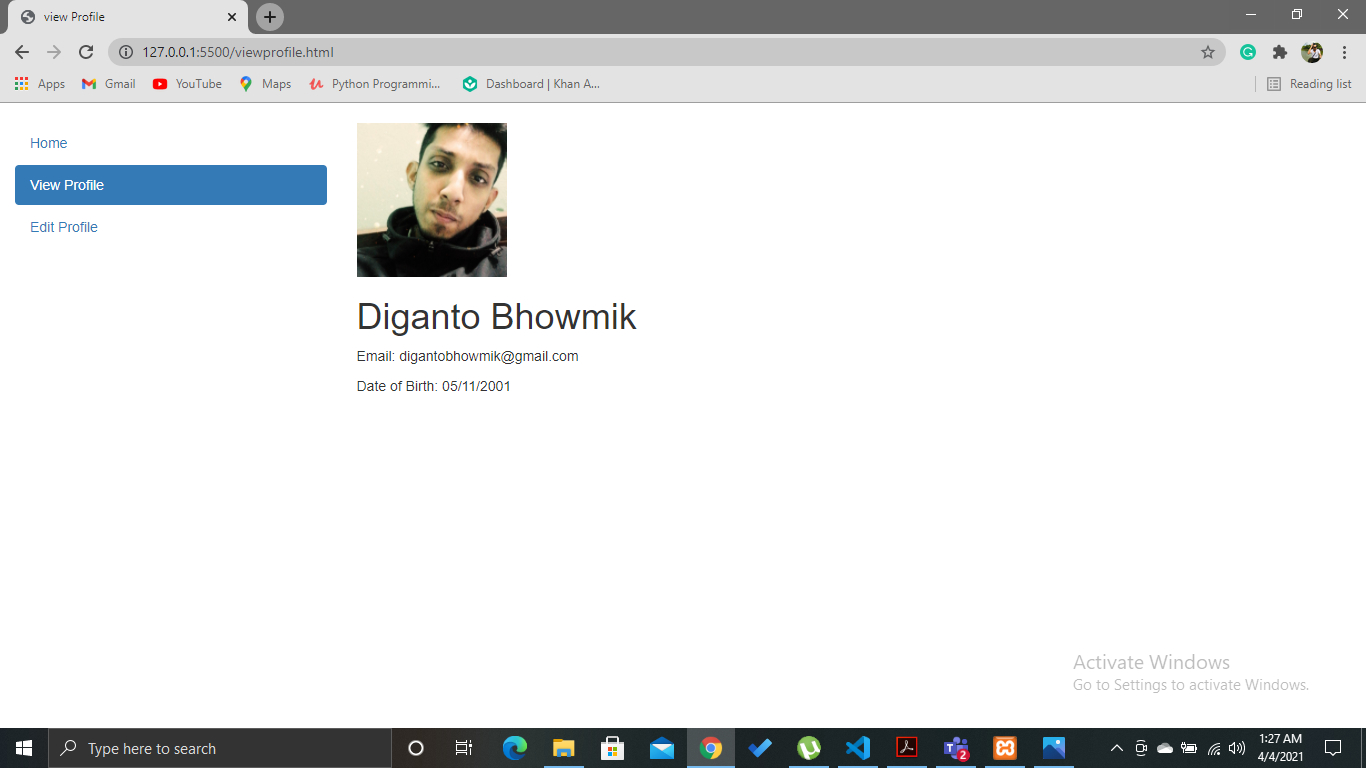 view Profile
127.0.0.1:5500/viewprofile.html
Apps Gmail YouTube Maps Python Programmi... Dashboard | Khan A... Reading list
Home
View Profile
Edit Profile
Diganto Bhowmik
Email: digantobhowmik@gmail.com
Date of Birth: 05/11/2001
Activate Windows
Go to Settings to activate Windows.
Type here to search
2
1:27 AM
4/4/2021